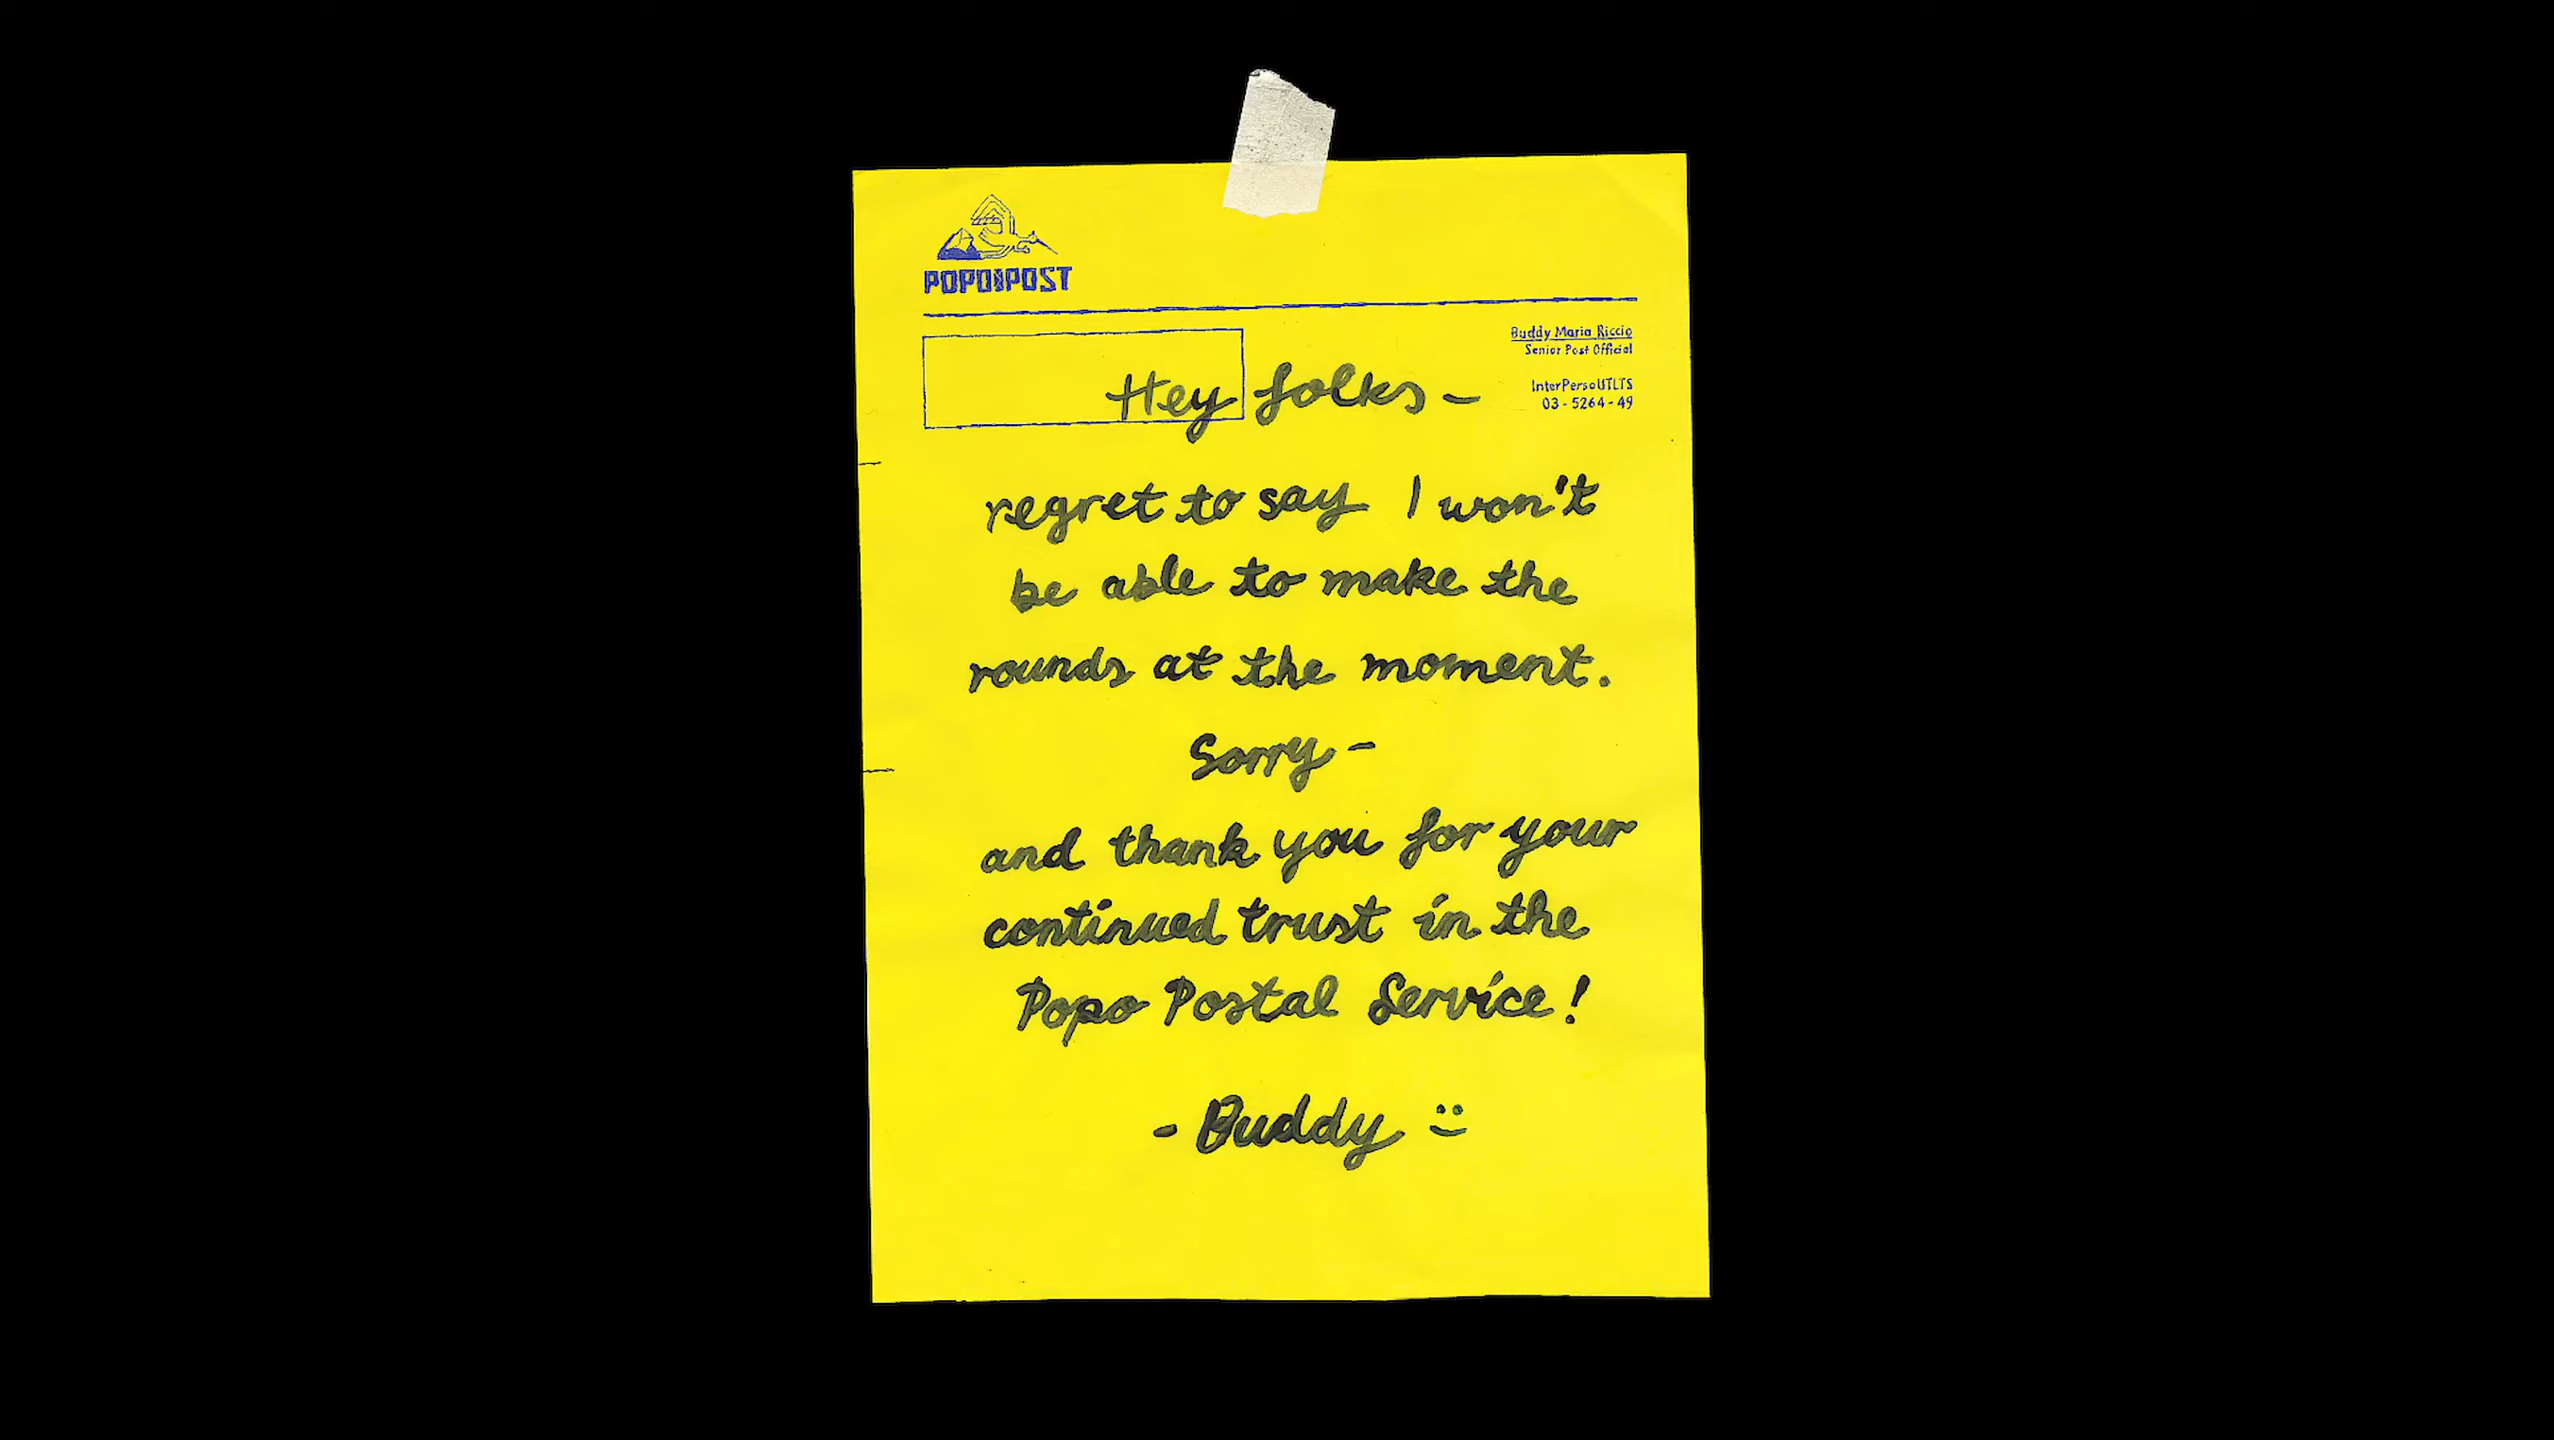 POPO POST
Buddy Maria Riccio
Senior Post Official
InterPersoUTLTS
03-5264-49
Hey folks –
regret to say I won't
be able to make the
rounds at the moment.
Sorry –
and thank you for your
continued trust in the
Popo Postal Service!
- Buddy :)